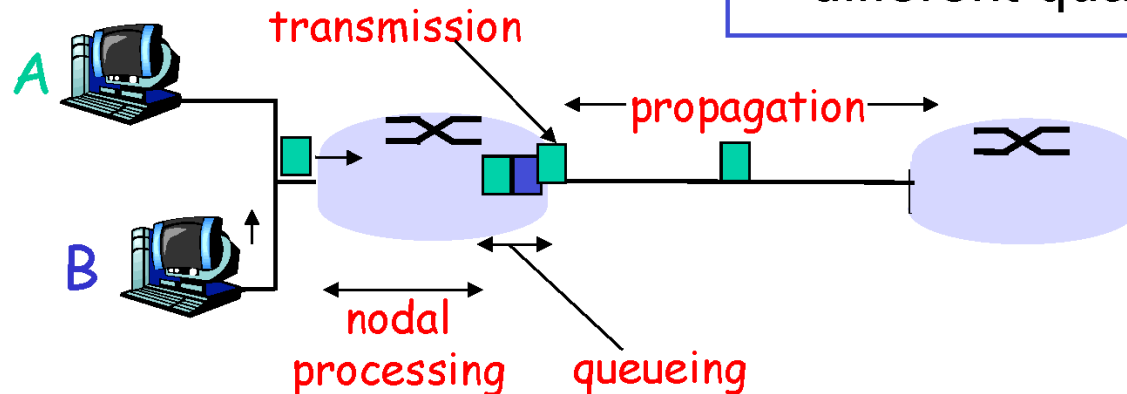 transmission
A
propagation
B
nodal
processing
queueing